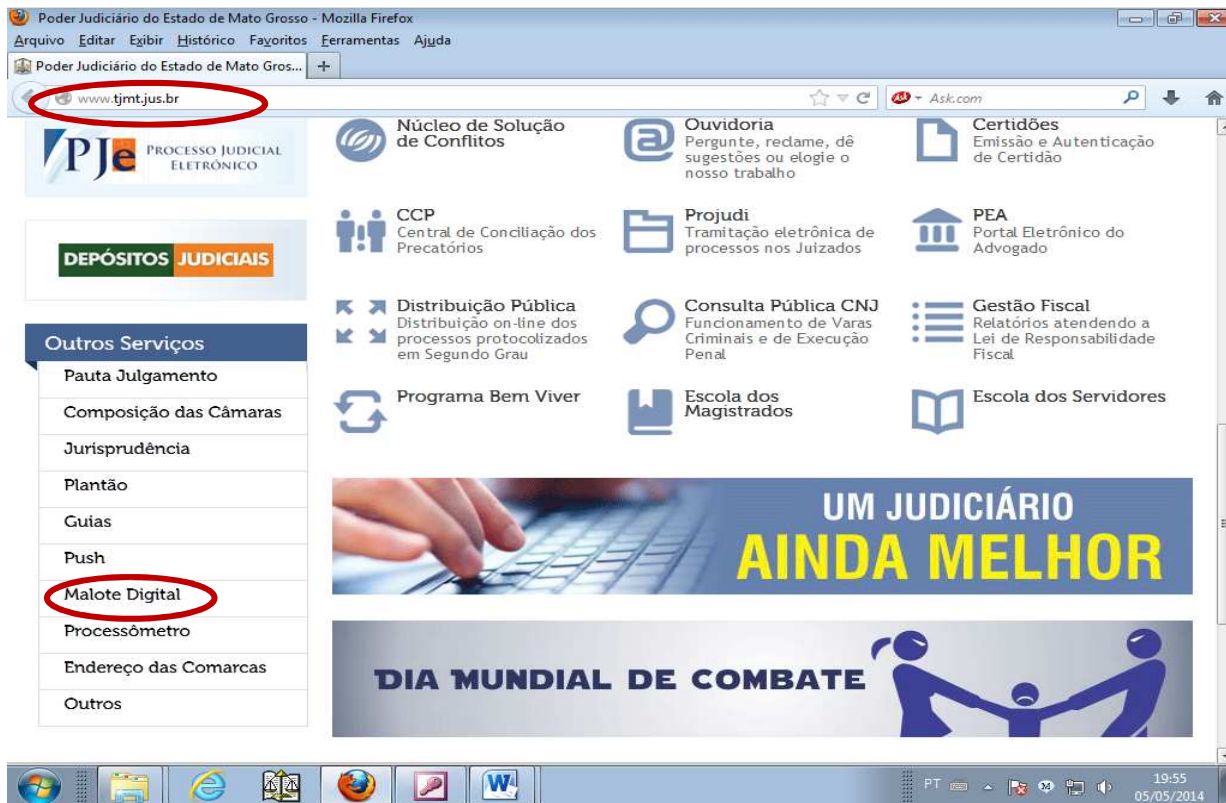 Poder Judiciário do Estado de Mato Grosso - Mozilla Firefox
Arquivo Editar Exibir Histórico Favoritos Ferramentas Ajuda
Poder Judiciário do Estado de Mato Gros...
www.tjmt.jus.br
Ask
Ask.com
PJe PROCESSO JUDICIAL
ELETRÔNICO
DEPÓSITOS JUDICIAIS
Outros Serviços
Pauta Julgamento
Composição das Câmaras
Jurisprudência
Plantão
Guias
Push
Malote Digital
Processômetro
Endereço das Comarcas
Outros
Núcleo de Solução
de Conflitos
Ouvidoria
Pergunte, reclame, dê
sugestões ou elogie o
nosso trabalho
Certidões
Emissão e Autenticação
de Certidão
CCP
Central de Conciliação dos
Precatórios
Projudi
Tramitação eletrônica de
processos nos Juizados
PEA
Portal Eletrônico do
Advogado
Distribuição Pública
Distribuição on-line dos
processos protocolizados
em Segundo Grau
Consulta Pública CNJ
Funcionamento de Varas
Criminais e de Execução
Penal
Gestão Fiscal
Relatórios atendendo a
Lei de Responsabilidade
Fiscal
Programa Bem Viver
Escola dos
Magistrados
Escola dos Servidores
UM JUDICIÁRIO
AINDA MELHOR
DIA MUNDIAL DE COMBATE
PT
19:55
05/05/2014